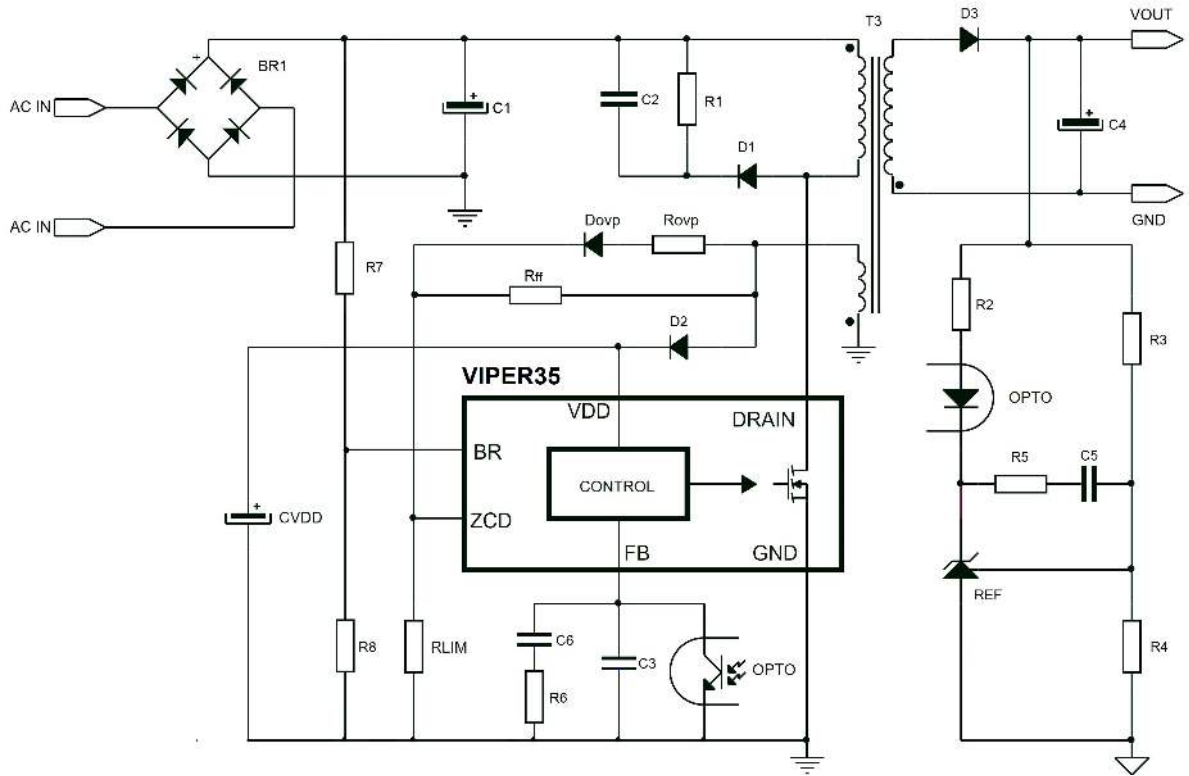 T3
D3
VOUT
+
BR1
AC IN
+
C1
C2
R1
+
C4
D1
AC IN
GND
Dovp
Rovp
R7
Rff
R2
D2
R3
VIPER35
OPTO
VDD
DRAIN
BR
R5
C5
CONTROL
+
CVDD
ZCD
FB
GND
REF
R8
RLIM
C6
C3
OPTO
R4
R6